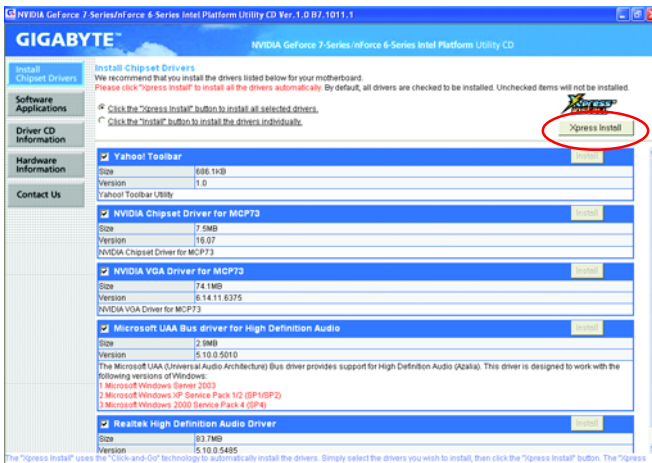 NVIDIA GeForce 7-Series/nForce 6-Series Intel Platform Utility CD Ver.1.0 B7.1011.1
GIGABYTE™
NVIDIA GeForce 7-Series/nForce 6-Series Intel Platform Utility CD
Install
Chipset Drivers
Software
Applications
Driver CD
Information
Hardware
Information
Contact Us
Install Chipset Drivers
We recommend that you install the drivers listed below for your motherboard.
Please click "Xpress Install" to install all the drivers automatically. By default, all drivers are checked to be installed. Unchecked items will not be installed.
Click the "Xpress Install" button to install all selected drivers.
Click the "Install" button to install the drivers individually.
Xpress
Xpress Install
Yahoo! Toolbar
Install
Size 686.1KB
Version 1.0
Yahoo! Toolbar Utility
NVIDIA Chipset Driver for MCP73
Install
Size 7.5MB
Version 16.07
NVIDIA Chipset Driver for MCP73
NVIDIA VGA Driver for MCP73
Install
Size 74.1MB
Version 6.14.11.6375
NVIDIA VGA Driver for MCP73
Microsoft UAA Bus driver for High Definition Audio
Install
Size 2.9MB
Version 5.10.0.5010
The Microsoft UAA (Universal Audio Architecture) Bus driver provides support for High Definition Audio (Azalia). This driver is designed to work with the
following versions of Windows:
1.Microsoft Windows Server 2003
2.Microsoft Windows XP Service Pack 1/2 (SP1/SP2)
3.Microsoft Windows 2000 Service Pack 4 (SP4)
Realtek High Definition Audio Driver
Install
Size 83.7MB
Version 5.10.0.5485
The "Xpress Install" uses the "Click-and-Go" technology to automatically install the drivers. Simply select the drivers you wish to install, then click the "Xpress Install" button. The "Xpress